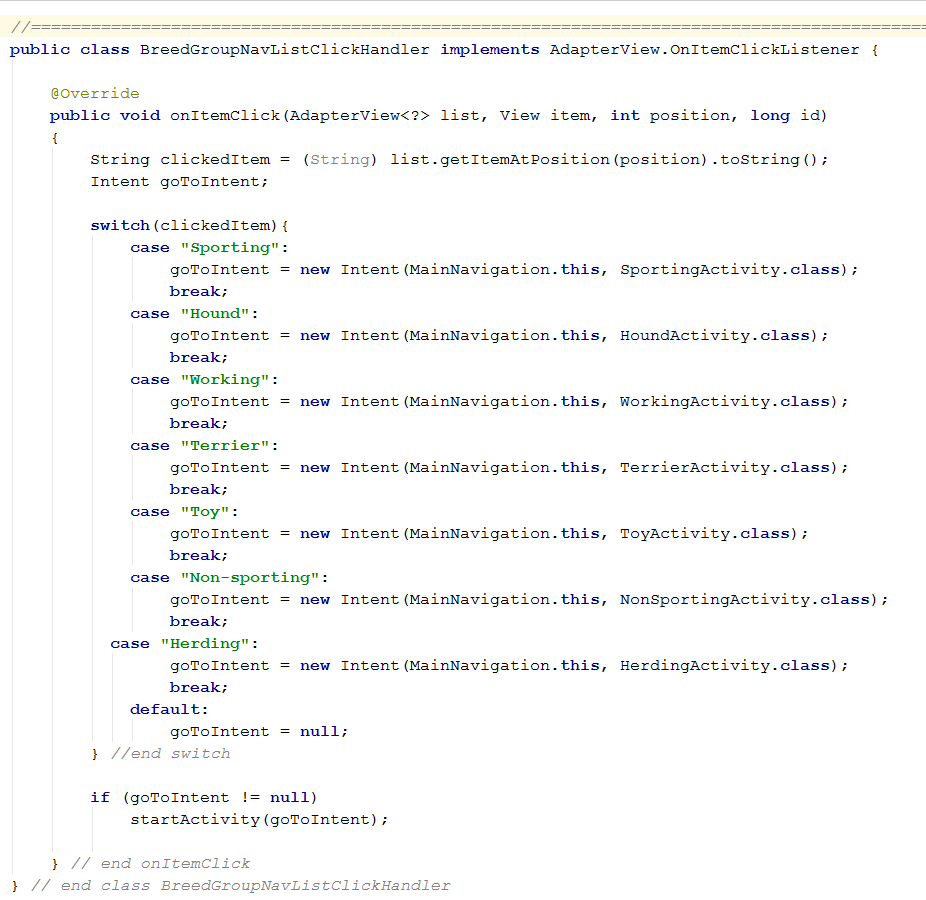 //==========================================================================================
public class BreedGroupNavListClickHandler implements AdapterView.OnItemClickListener {
@Override
public void onItemClick(AdapterView<?> list, View item, int position, long id)
{
String clickedItem = (String) list.getItemAtPosition(position).toString();
Intent goToIntent;
switch(clickedItem){
case "Sporting":
goToIntent = new Intent(MainNavigation.this, SportingActivity.class);
break;
case "Hound":
goToIntent = new Intent(MainNavigation.this, HoundActivity.class);
break;
case "Working":
goToIntent = new Intent(MainNavigation.this, WorkingActivity.class);
break;
case "Terrier":
goToIntent = new Intent(MainNavigation.this, TerrierActivity.class);
break;
case "Toy":
goToIntent = new Intent(MainNavigation.this, ToyActivity.class);
break;
case "Non-sporting":
goToIntent = new Intent(MainNavigation.this, NonSportingActivity.class);
break;
case "Herding":
goToIntent = new Intent(MainNavigation.this, HerdingActivity.class);
break;
default:
goToIntent = null;
} //end switch
if (goToIntent != null)
startActivity(goToIntent);
} // end onItemClick
} // end class BreedGroupNavListClickHandler